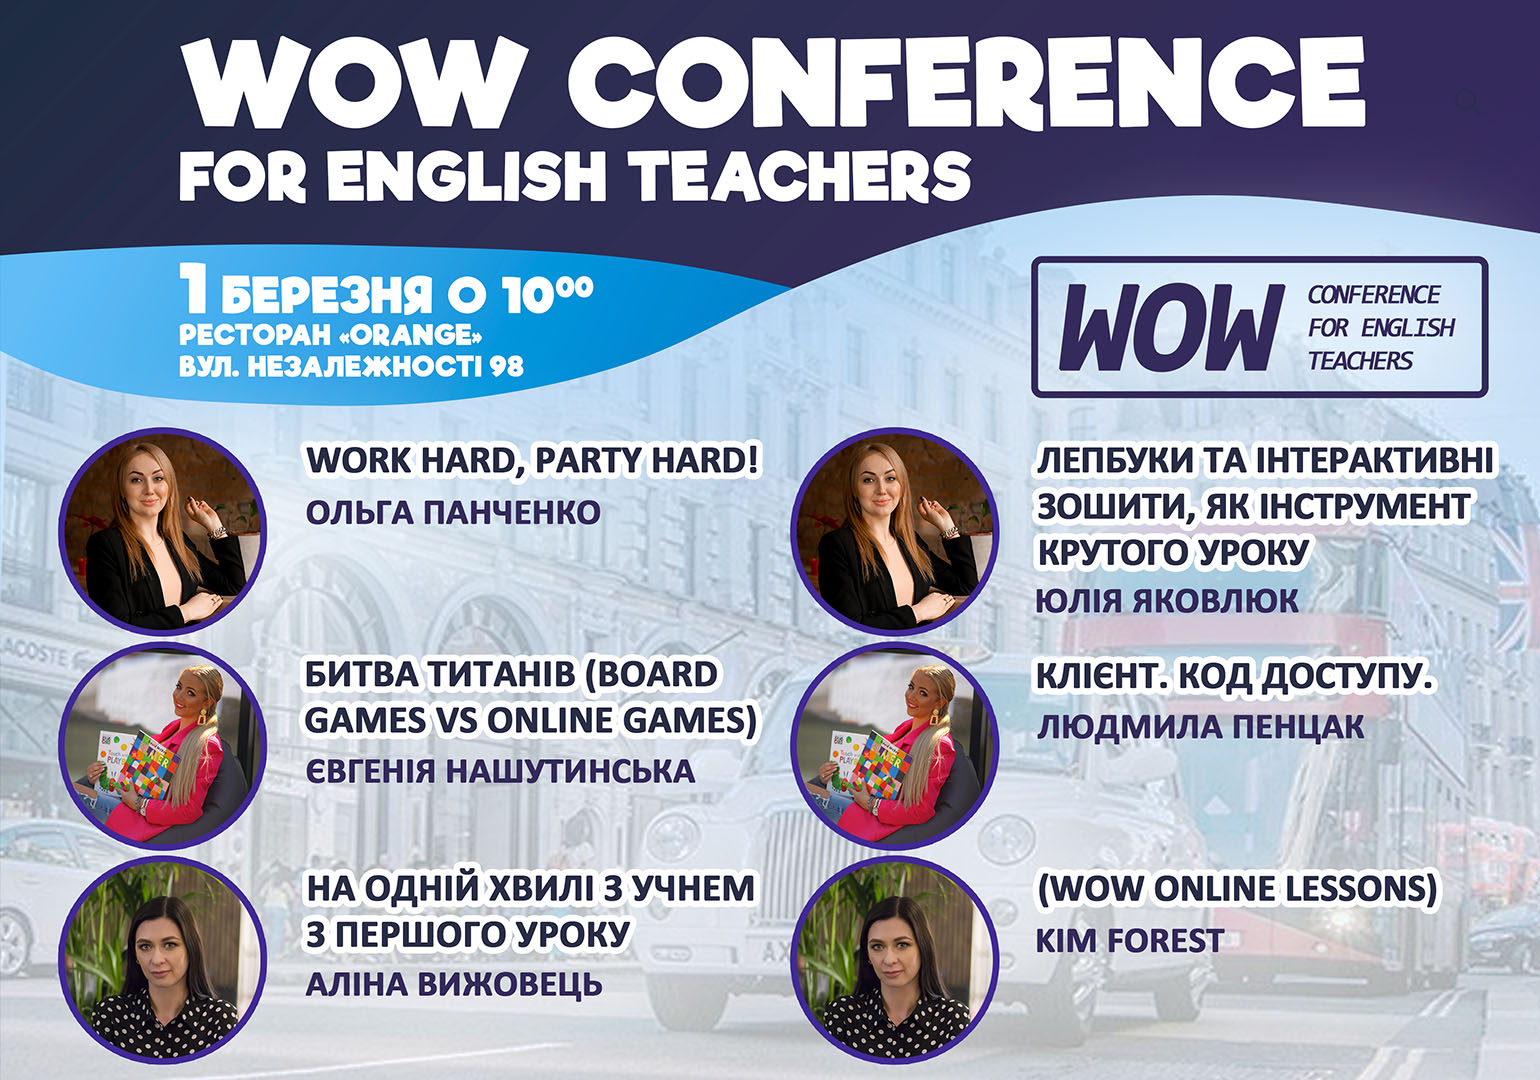 WOW CONFERENCE
FOR ENGLISH TEACHERS
1 БЕРЕЗНЯ О 10⁰⁰
РЕСТОРАН «ORANGE»
ВУЛ. НЕЗАЛЕЖНОСТІ 98
WOW
CONFERENCE
FOR ENGLISH
TEACHERS
WORK HARD, PARTY HARD!
ОЛЬГА ПАНЧЕНКО
БИТВА ТИТАНІВ (BOARD
GAMES VS ONLINE GAMES)
ЄВГЕНІЯ НАШУТИНСЬКА
НА ОДНІЙ ХВИЛІ З УЧНЕМ
З ПЕРШОГО УРОКУ
АЛІНА ВИЖОВЕЦЬ
ЛЕПБУКИ ТА ІНТЕРАКТИВНІ
ЗОШИТИ, ЯК ІНСТРУМЕНТ
КРУТОГО УРОКУ
ЮЛІЯ ЯКОВЛЮК
КЛІЄНТ. КОД ДОСТУПУ.
ЛЮДМИЛА ПЕНЦАК
(WOW ONLINE LESSONS)
KIM FOREST
LACOSTE